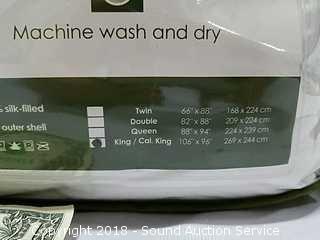 Machine wash and dry
silk-filled
outer shell
Twin 66" x 88" 168 x 224 cm
Double 82" x 88" 209 x 224 cm
Queen 88" x 94" 224 x 239 cm
King / Cal. King 106" x 96" 269 x 244 cm
Copyright 2018 - Sound Auction Service